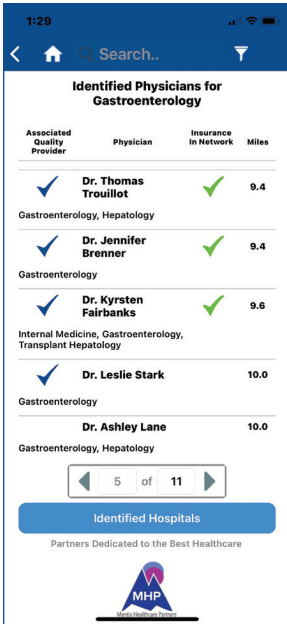 1:29
Search..
Identified Physicians for
Gastroenterology
Associated
Quality
Provider
Physician
Insurance
In Network
Miles
Dr. Thomas
Trouillot
9.4
Gastroenterology, Hepatology
Dr. Jennifer
Brenner
9.4
Gastroenterology
Dr. Kyrsten
Fairbanks
9.6
Internal Medicine, Gastroenterology,
Transplant Hepatology
Dr. Leslie Stark 10.0
Gastroenterology
Dr. Ashley Lane 10.0
Gastroenterology, Hepatology
5 of 11
Identified Hospitals
Partners Dedicated to the Best Healthcare
MHP
Mentis Healthcare Partners